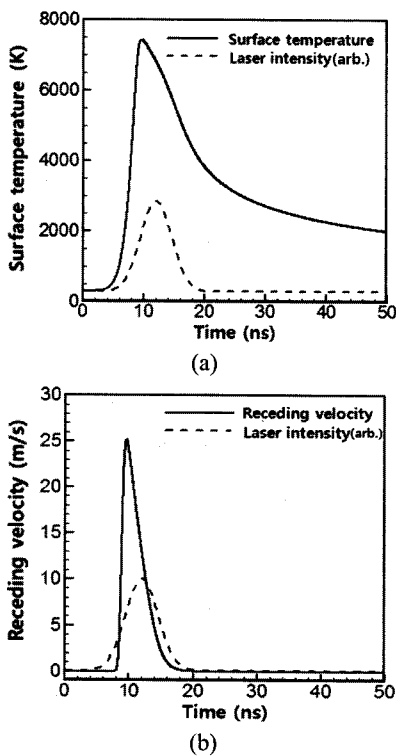 8000
6000
4000
2000
0
Surface temperature (K)
Surface temperature
Laser intensity(arb.)
0 10 20 30 40 50
Time (ns)
(a)
30
25
20
15
10
5
0
Receding velocity (m/s)
Receding velocity
Laser intensity(arb.)
0 10 20 30 40 50
Time (ns)
(b)